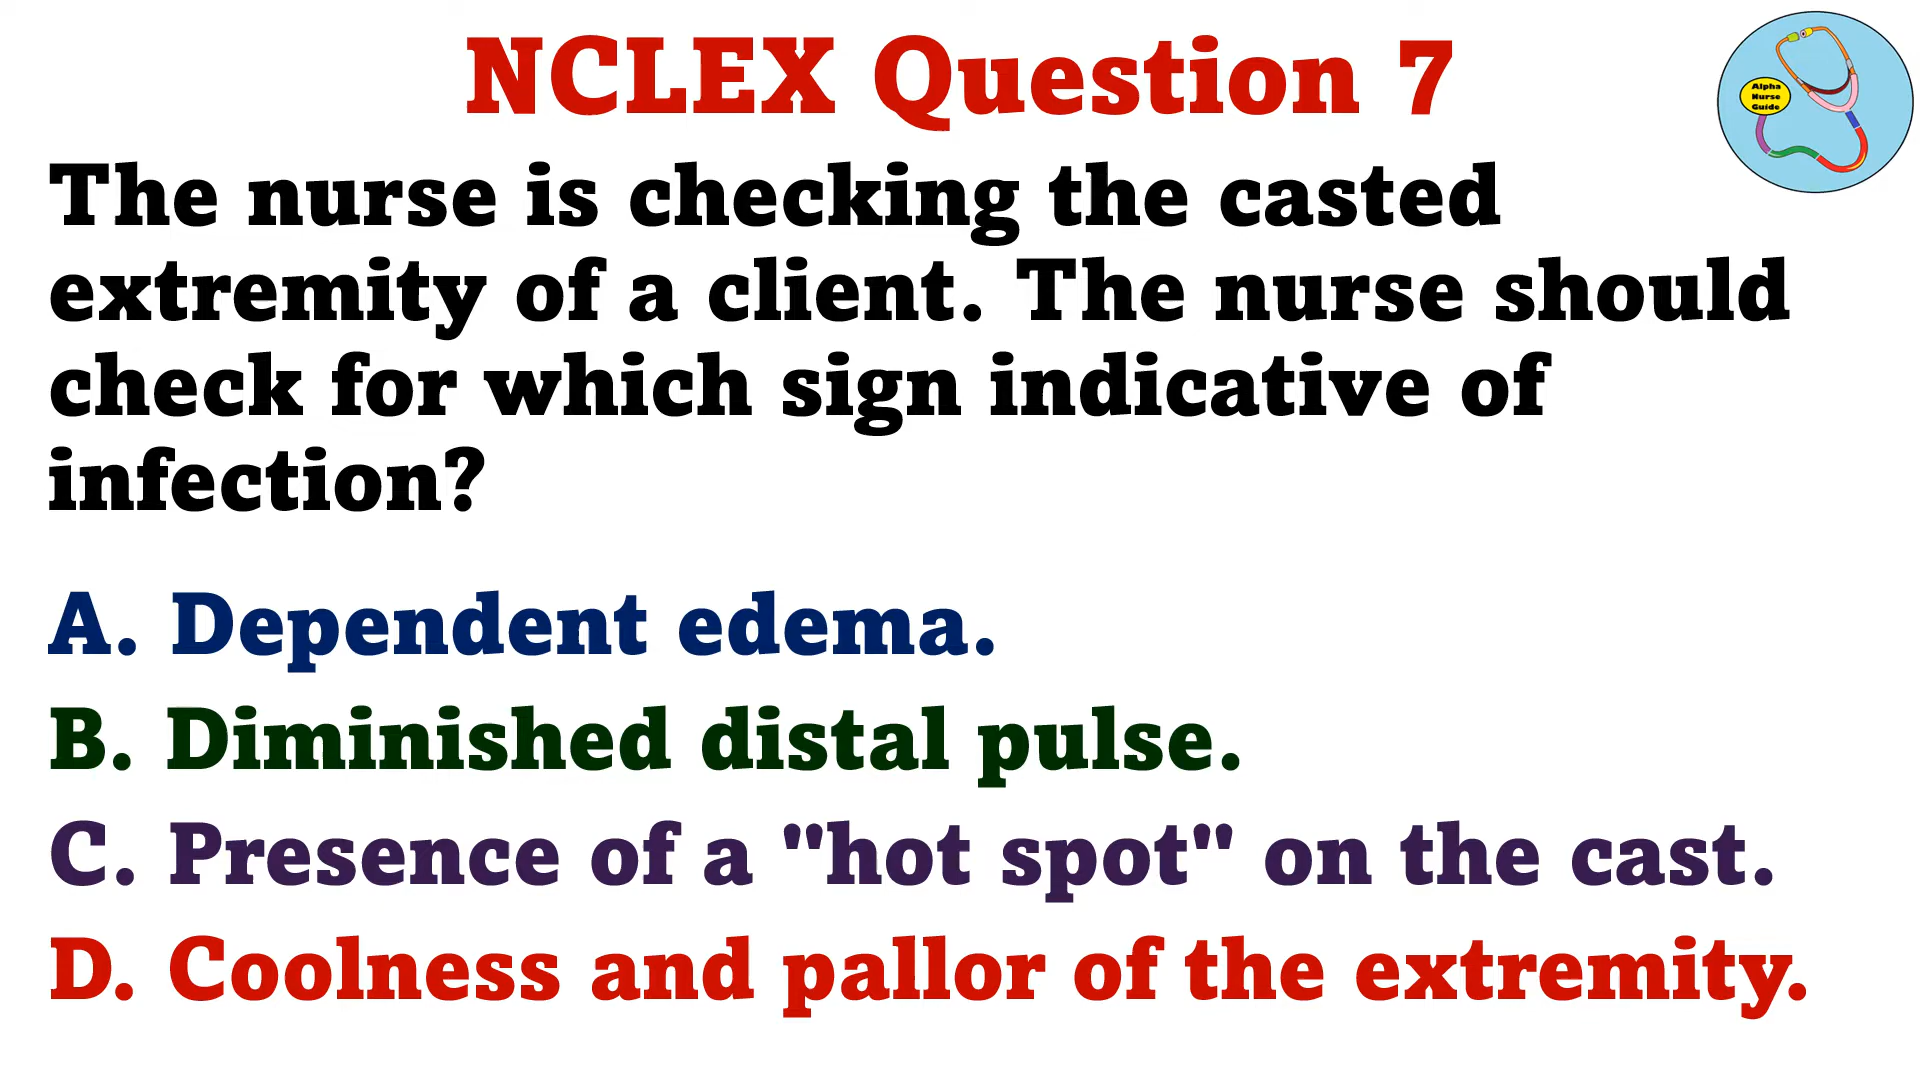 NCLEX Question 7
Alpha
Nurse
Guide
The nurse is checking the casted
extremity of a client. The nurse should
check for which sign indicative of
infection?
A. Dependent edema.
B. Diminished distal pulse.
C. Presence of a "hot spot" on the cast.
D. Coolness and pallor of the extremity.